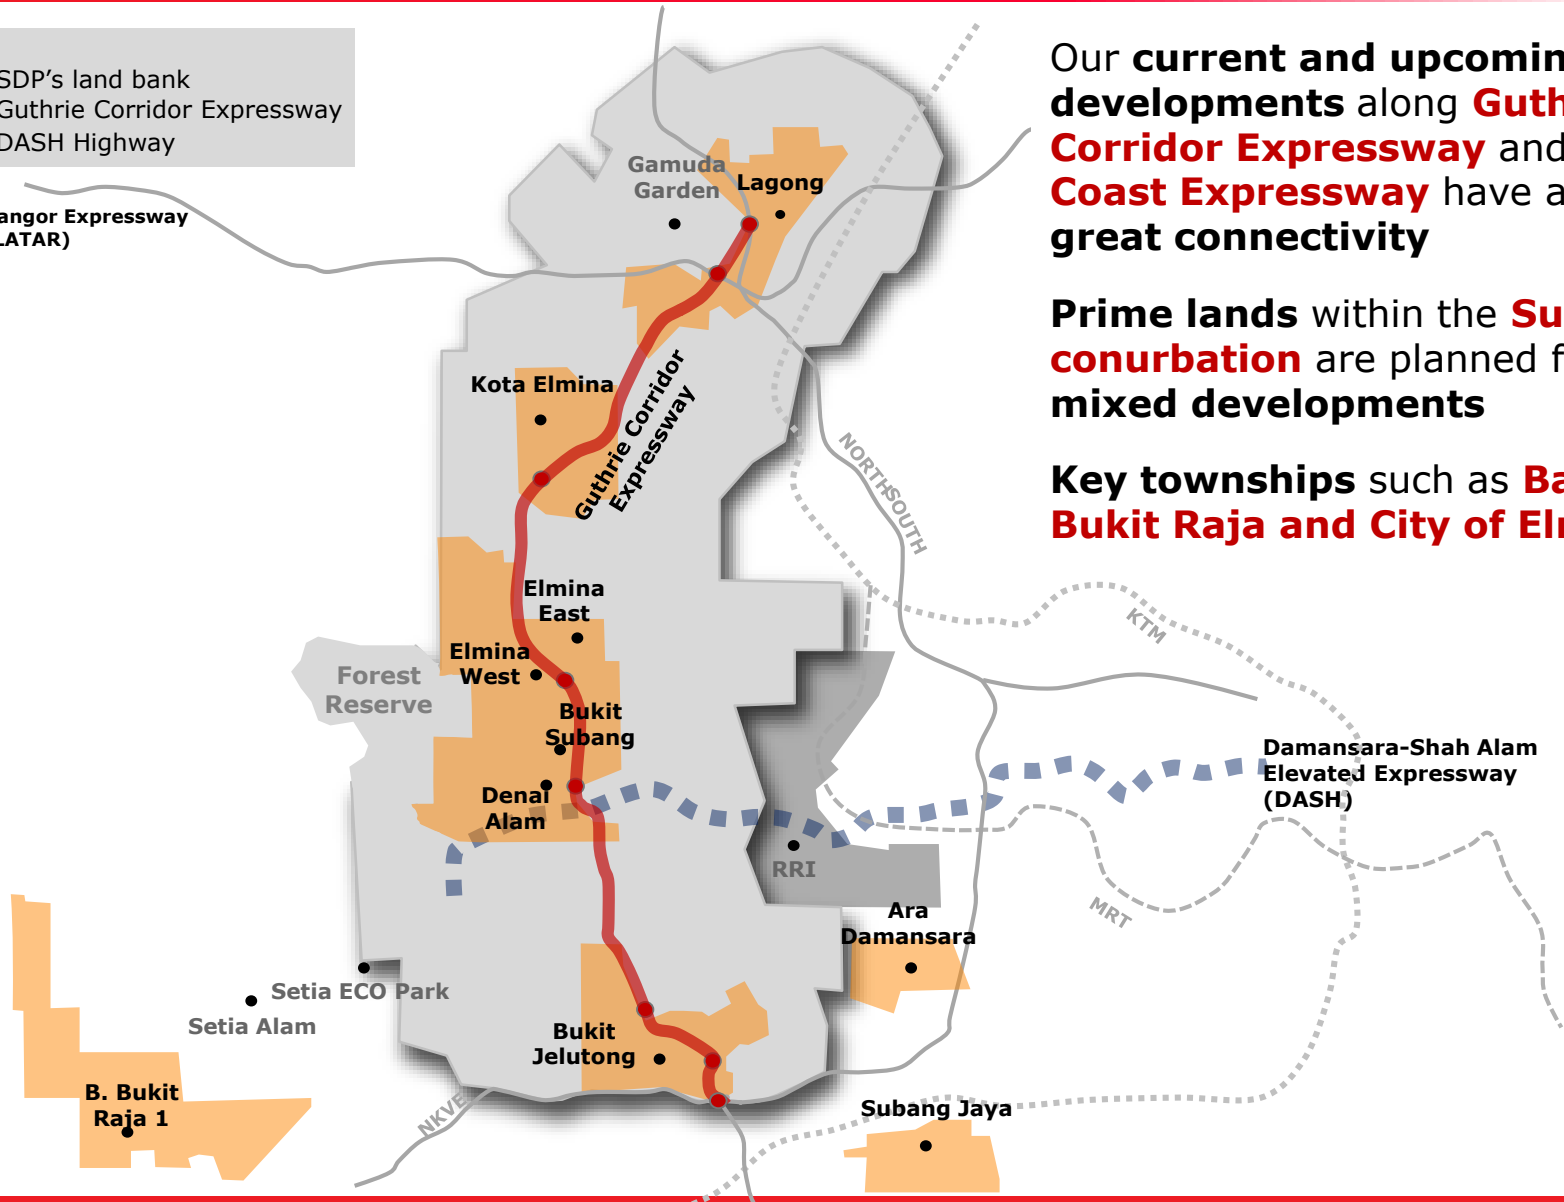 SDP's land bank
Guthrie Corridor Expressway
DASH Highway
angor Expressway
LATAR)
Our current and upcomin
developments along Guth
Corridor Expressway and
Coast Expressway have a
great connectivity
Prime lands within the Su
conurbation are planned f
mixed developments
Key townships such as Ba
Bukit Raja and City of Elm
Gamuda
Garden
Lagong
Kota Elmina
Guthrie Corridor
Expressway
NORTH SOUTH
Elmina
East
Elmina
West
Forest
Reserve
Bukit
Subang
Denai
Alam
KTM
Damansara-Shah Alam
Elevated Expressway
(DASH)
RRI
MRT
Ara
Damansara
Setia ECO Park
Setia Alam
Bukit
Jelutong
B. Bukit
Raja 1
NKVE
Subang Jaya